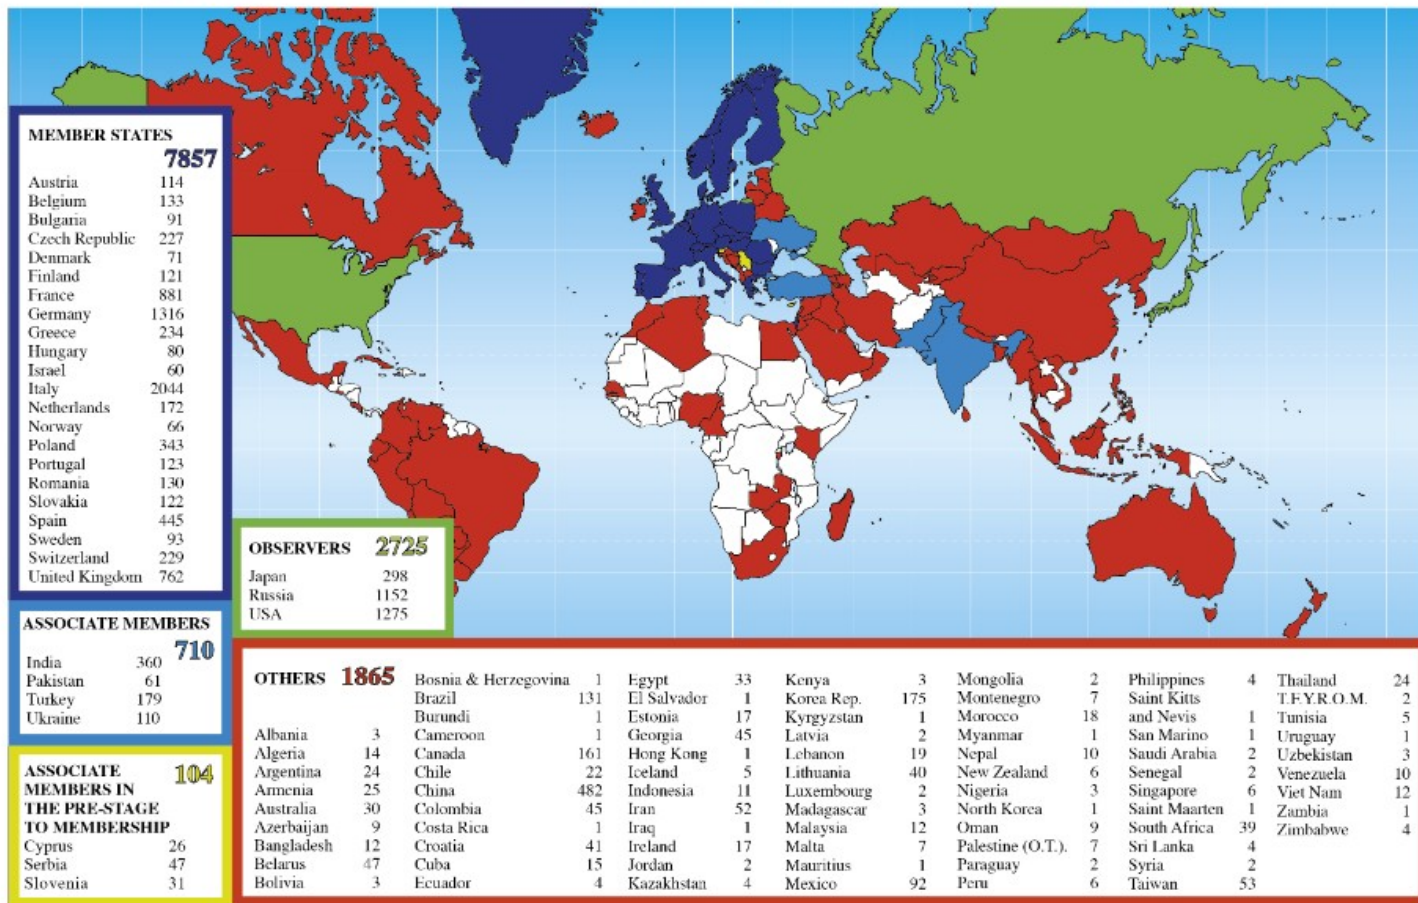 MEMBER STATES
7857
Austria 114
Belgium 133
Bulgaria 91
Czech Republic 227
Denmark 71
Finland 121
France 881
Germany 1316
Greece 234
Hungary 80
Israel 60
Italy 2044
Netherlands 172
Norway 66
Poland 343
Portugal 123
Romania 130
Slovakia 122
Spain 445
Sweden 93
Switzerland 229
United Kingdom 762
ASSOCIATE MEMBERS
710
India 360
Pakistan 61
Turkey 179
Ukraine 110
ASSOCIATE 104
MEMBERS IN
THE PRE-STAGE
TO MEMBERSHIP
Cyprus 26
Serbia 47
Slovenia 31
OBSERVERS 2725
Japan 298
Russia 1152
USA 1275
OTHERS 1865
Albania 3
Algeria 14
Argentina 24
Armenia 25
Australia 30
Azerbaijan 9
Bangladesh 12
Belarus 47
Bolivia 3
Bosnia & Herzegovina 1
Brazil 131
Burundi 1
Cameroon 1
Canada 161
Chile 22
China 482
Colombia 45
Costa Rica 1
Croatia 41
Cuba 15
Ecuador 4
Egypt 33
El Salvador 1
Estonia 17
Georgia 45
Hong Kong 1
Iceland 5
Indonesia 11
Iran 52
Iraq 1
Ireland 17
Jordan 2
Kazakhstan 4
Kenya 3
Korea Rep. 175
Kyrgyzstan 1
Latvia 2
Lebanon 19
Lithuania 40
Luxembourg 2
Madagascar 3
Malaysia 12
Malta 7
Mauritius 1
Mexico 92
Mongolia 2
Montenegro 7
Morocco 18
Myanmar 1
Nepal 10
New Zealand 6
Nigeria 3
North Korea 1
Oman 9
Palestine (O.T.). 7
Paraguay 2
Peru 6
Philippines 4
Saint Kitts
and Nevis 1
San Marino 1
Saudi Arabia 2
Senegal 2
Singapore 6
Saint Maarten 1
South Africa 39
Sri Lanka 4
Syria 2
Taiwan 53
Thailand 24
T.F.Y.R.O.M. 2
Tunisia 5
Uruguay 1
Uzbekistan 3
Venezuela 10
Viet Nam 12
Zambia 1
Zimbabwe 4